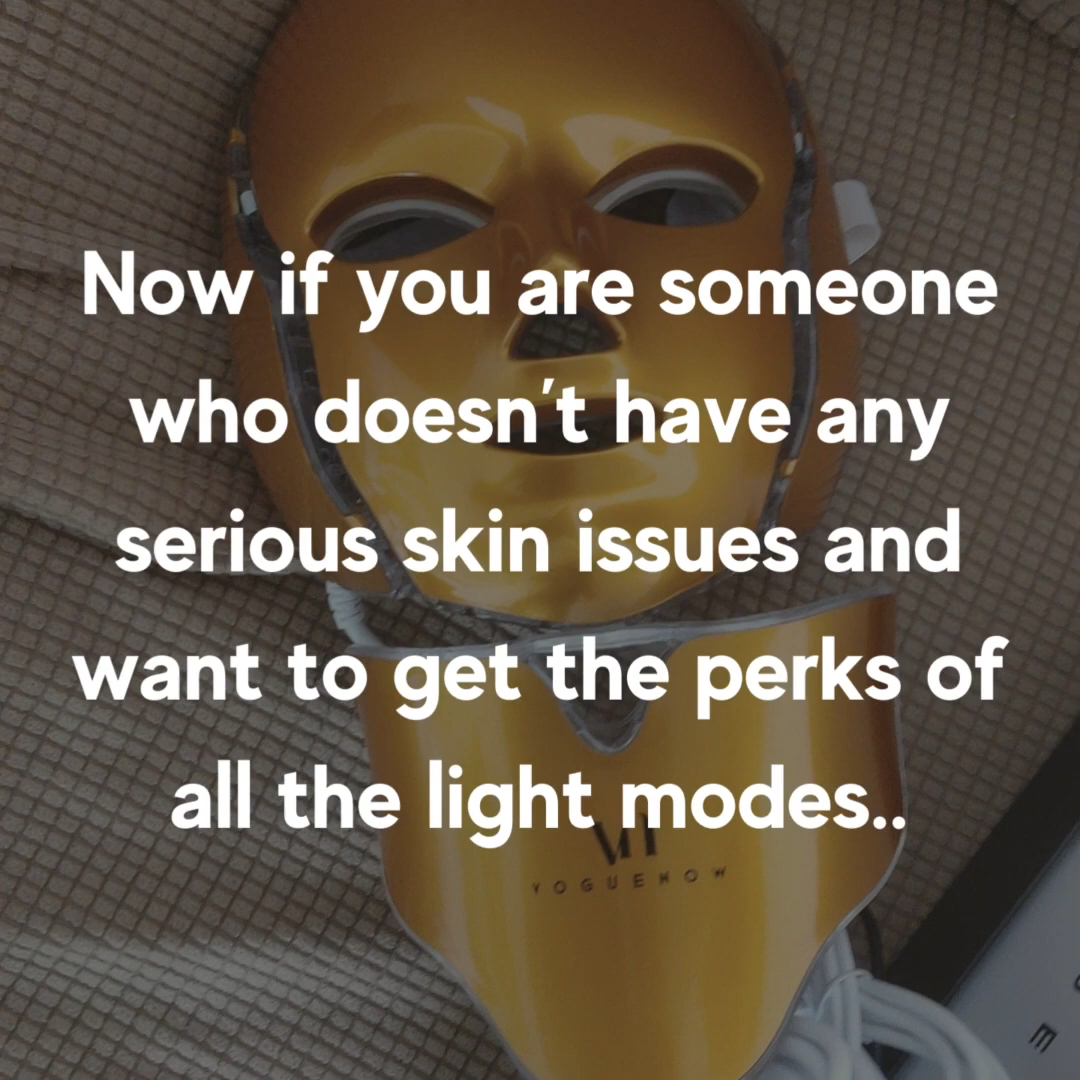 Now if you are someone
who doesn't have any
serious skin issues and
want to get the perks of
all the light modes..
YOGUEMOW
E